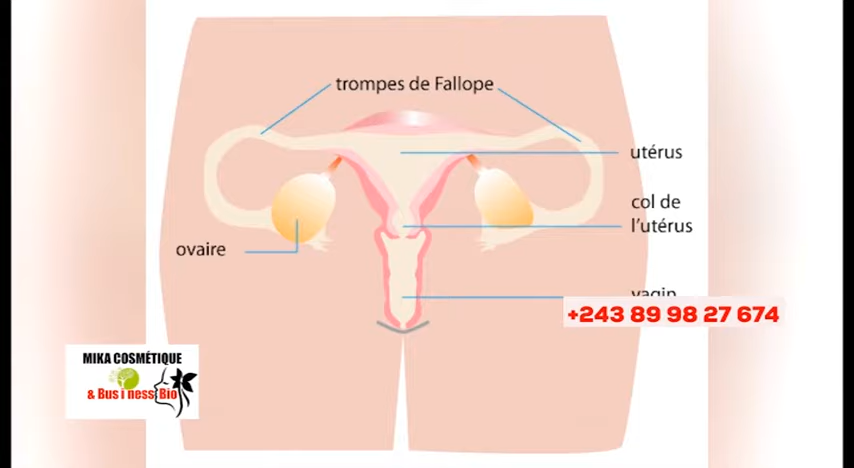 trompes de Fallope
utérus
col de
l'utérus
ovaire
vagin
+243 89 98 27 674
MIKA COSMÉTIQUE
& Bus i ness Bio